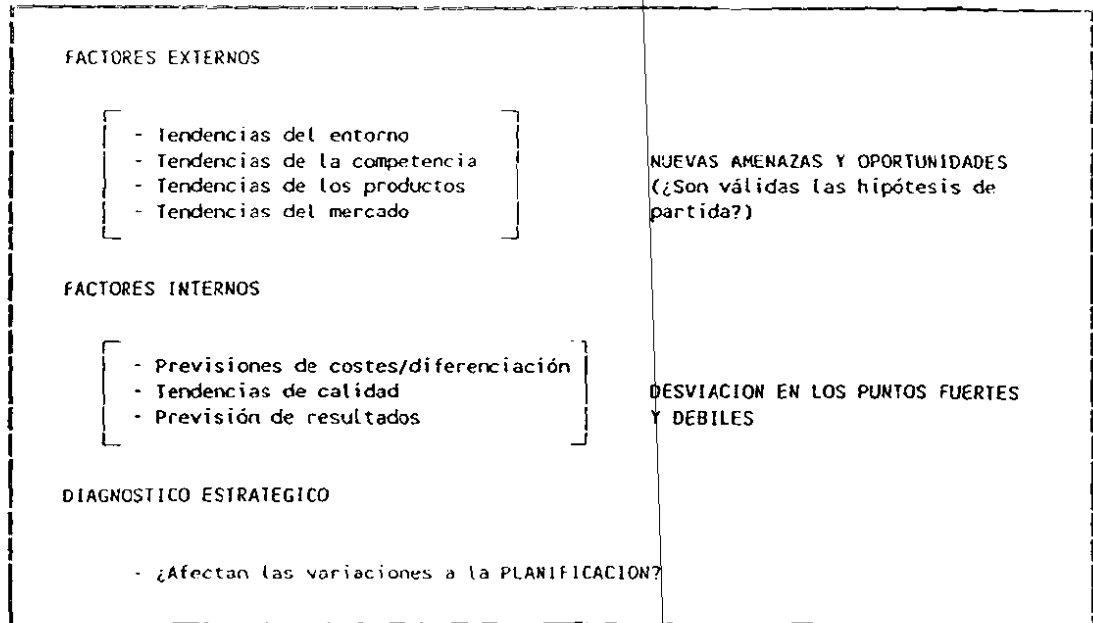 FACTORES EXTERNOS
- Tendencias del entorno
- Tendencias de la competencia
- Tendencias de los productos
- Tendencias del mercado
NUEVAS AMENAZAS Y OPORTUNIDADES
(¿Son válidas las hipótesis de
partida?)
FACTORES INTERNOS
- Previsiones de costes/diferenciación
- Tendencias de calidad
- Previsión de resultados
DESVIACION EN LOS PUNTOS FUERTES
Y DEBILES
DIAGNOSTICO ESTRATEGICO
- ¿Afectan las variaciones a la PLANIFICACION?